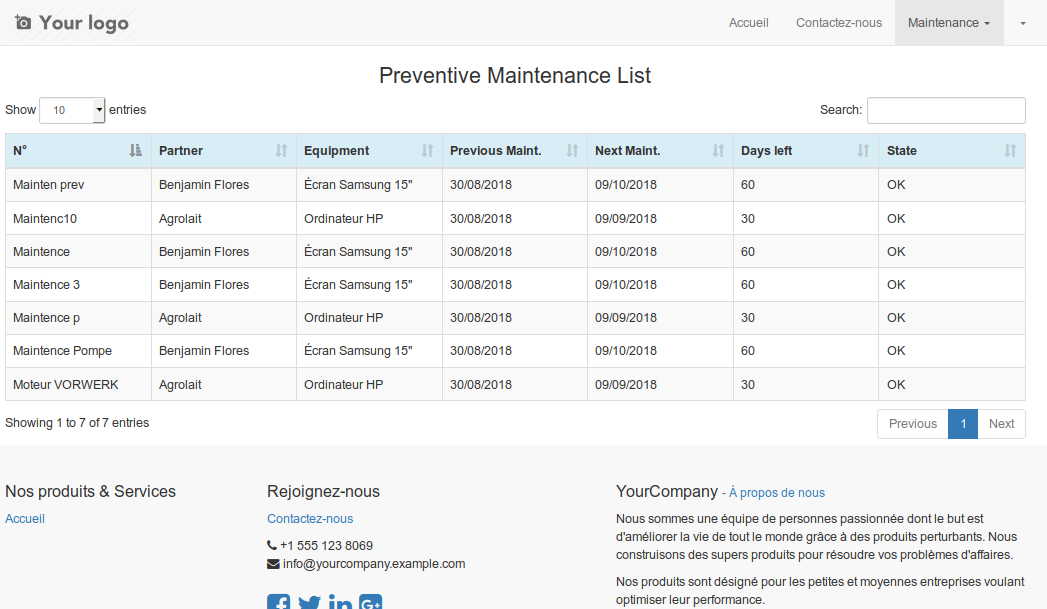 Your logo
Accueil Contactez-nous Maintenance
Preventive Maintenance List
Show 10 entries Search:
N° Partner Equipment Previous Maint. Next Maint. Days left State
Mainten prev Benjamin Flores Écran Samsung 15" 30/08/2018 09/10/2018 60 OK
Maintenc10 Agrolait Ordinateur HP 30/08/2018 09/09/2018 30 OK
Maintence Benjamin Flores Écran Samsung 15" 30/08/2018 09/10/2018 60 OK
Maintence 3 Benjamin Flores Écran Samsung 15" 30/08/2018 09/10/2018 60 OK
Maintence p Agrolait Ordinateur HP 30/08/2018 09/09/2018 30 OK
Maintence Pompe Benjamin Flores Écran Samsung 15" 30/08/2018 09/10/2018 60 OK
Moteur VORWERK Agrolait Ordinateur HP 30/08/2018 09/09/2018 30 OK
Showing 1 to 7 of 7 entries Previous 1 Next
Nos produits & Services
Accueil
Rejoignez-nous
Contactez-nous
+1 555 123 8069
info@yourcompany.example.com
YourCompany - À propos de nous
Nous sommes une équipe de personnes passionnée dont le but est
d'améliorer la vie de tout le monde grâce à des produits perturbants. Nous
construisons des supers produits pour résoudre vos problèmes d'affaires.
Nos produits sont désigné pour les petites et moyennes entreprises voulant
optimiser leur performance.